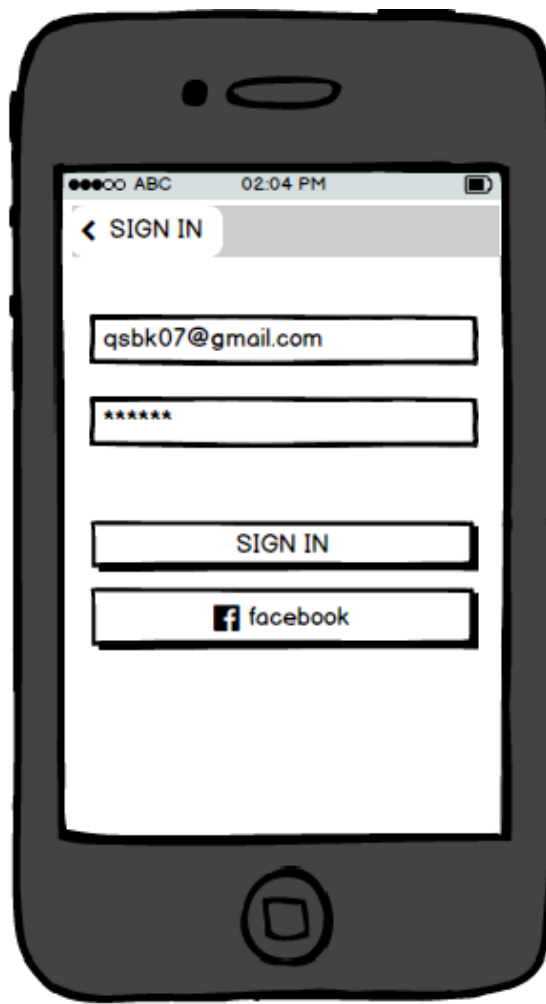 ABC 02:04 PM
SIGN IN
qsbk07@gmail.com
******
SIGN IN
facebook